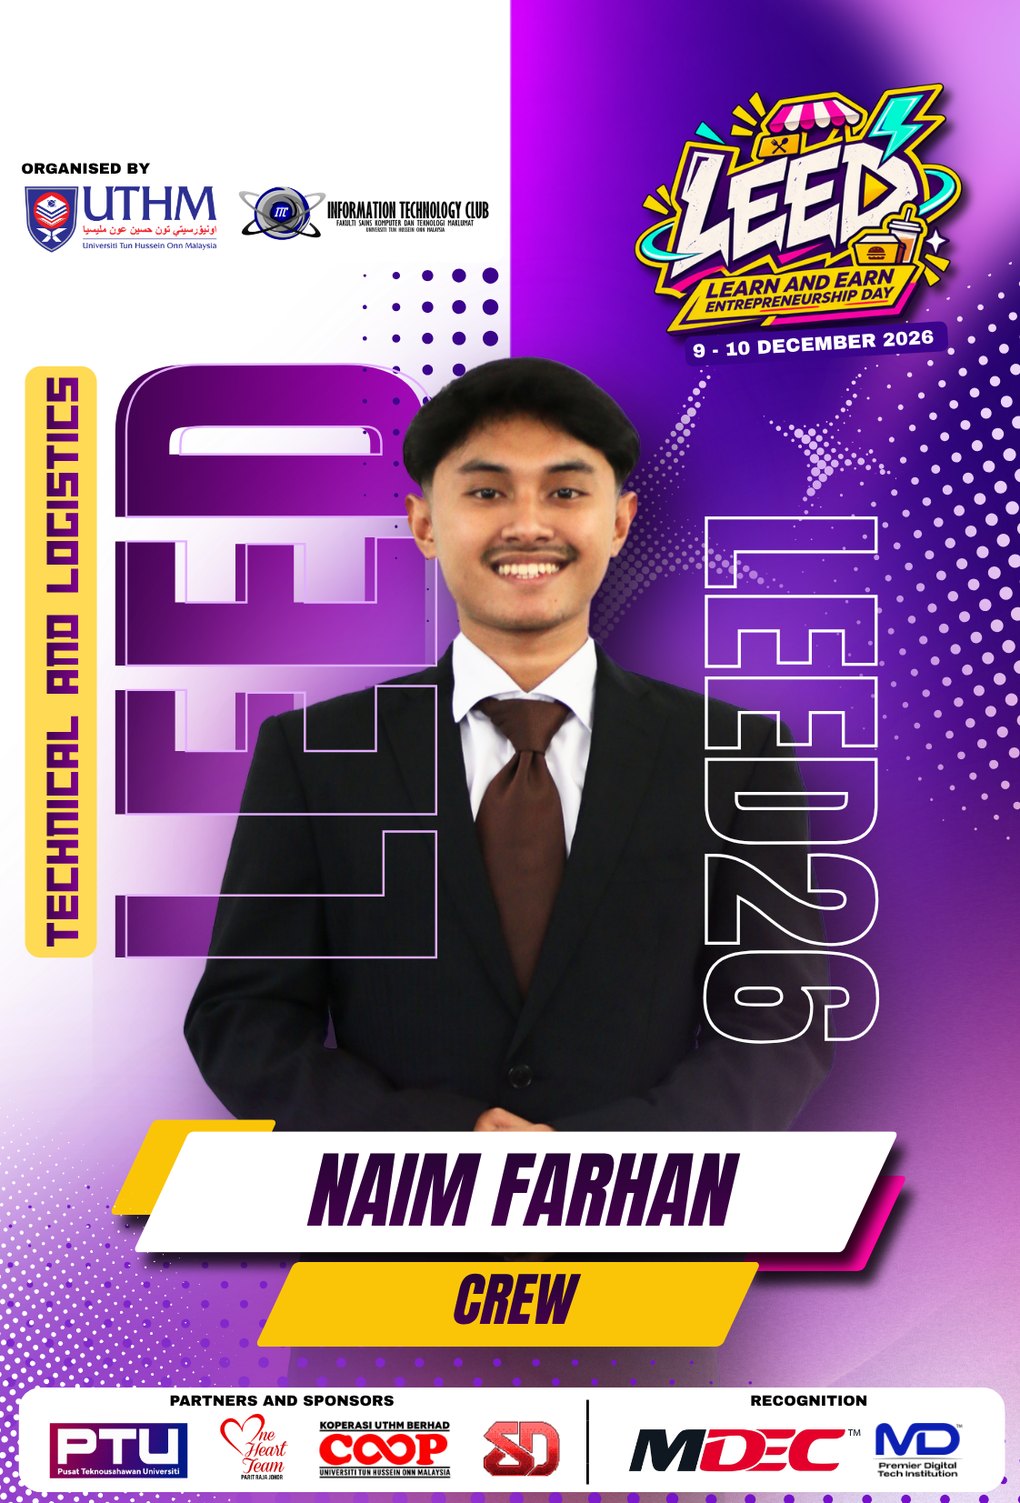 ORGANISED BY
UTHM
اونيۏرسيتي تون حسين عون مليسيا
Universiti Tun Hussein Onn Malaysia
ITC
INFORMATION TECHNOLOGY CLUB
FAKULTI SAINS KOMPUTER DAN TEKNOLOGI MAKLUMAT
UNIVERSITI TUN HUSSEIN ONN MALAYSIA
LEED
LEARN AND EARN
ENTREPRENEURSHIP DAY
9 - 10 DECEMBER 2026
TECHNICAL AND LOGISTICS
LEED
LEED26
NAIM FARHAN
CREW
PARTNERS AND SPONSORS
PTU
Pusat Teknousahawan Universiti
One
Heart
Team
PARIT RAJA JOHOR
KOPERASI UTHM BERHAD
COOP
UNIVERSITI TUN HUSSEIN ONN MALAYSIA
SD
RECOGNITION
MDEC™
MD™
Premier Digital
Tech Institution